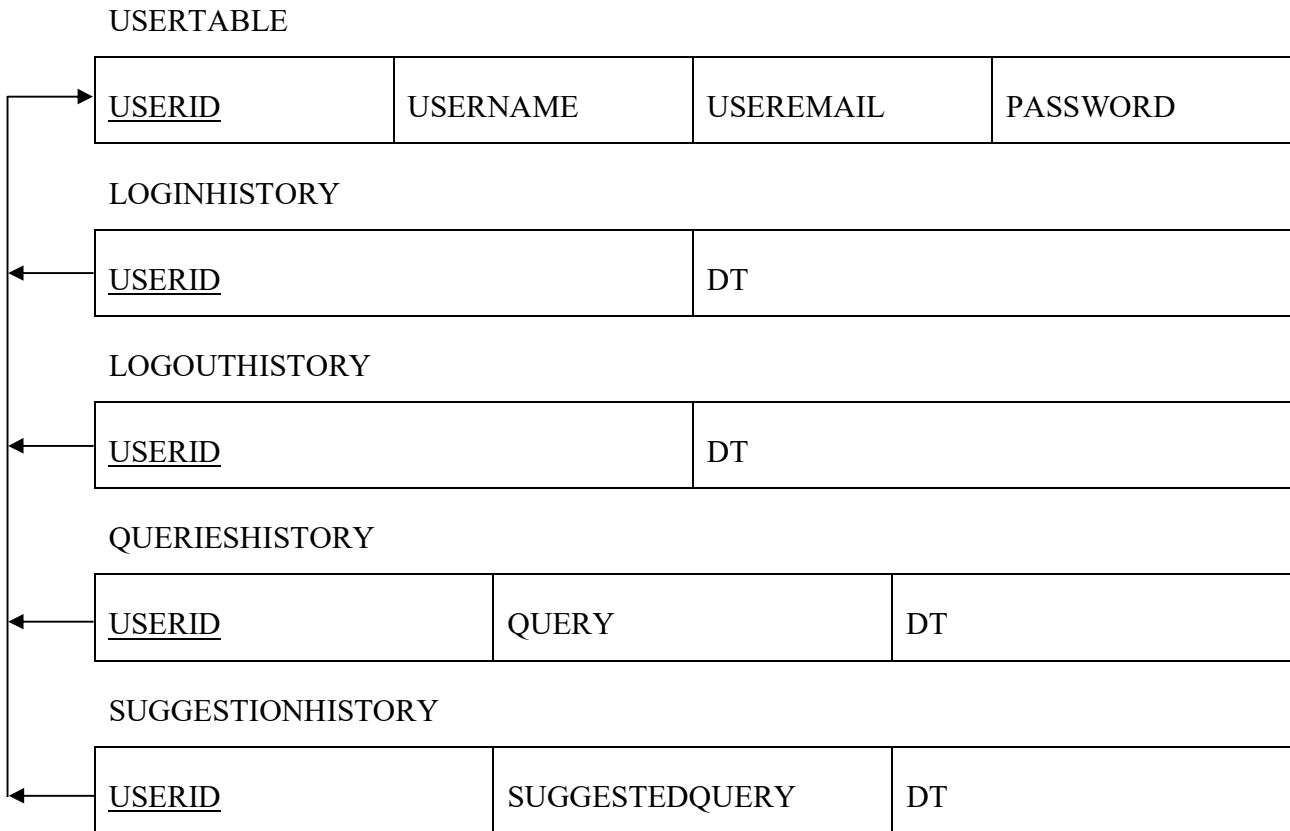 USERTABLE
USERID USERNAME USEREMAIL PASSWORD
LOGINHISTORY
USERID DT
LOGOUTHISTORY
USERID DT
QUERIESHISTORY
USERID QUERY DT
SUGGESTIONHISTORY
USERID SUGGESTEDQUERY DT